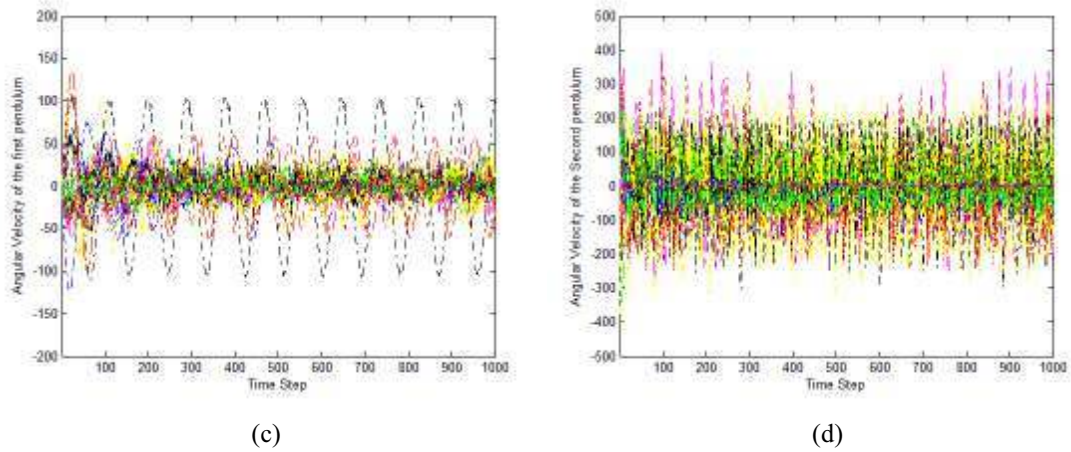 200
150
100
50
0
-50
-100
-150
-200
Angular Velocity of the first pendulum
100 200 300 400 500 600 700 800 900 1000
Time Step
(c)
500
400
300
200
100
0
-100
-200
-300
-400
-500
Angular Velocity of the Second pendulum
100 200 300 400 500 600 700 800 900 1000
Time Step
(d)